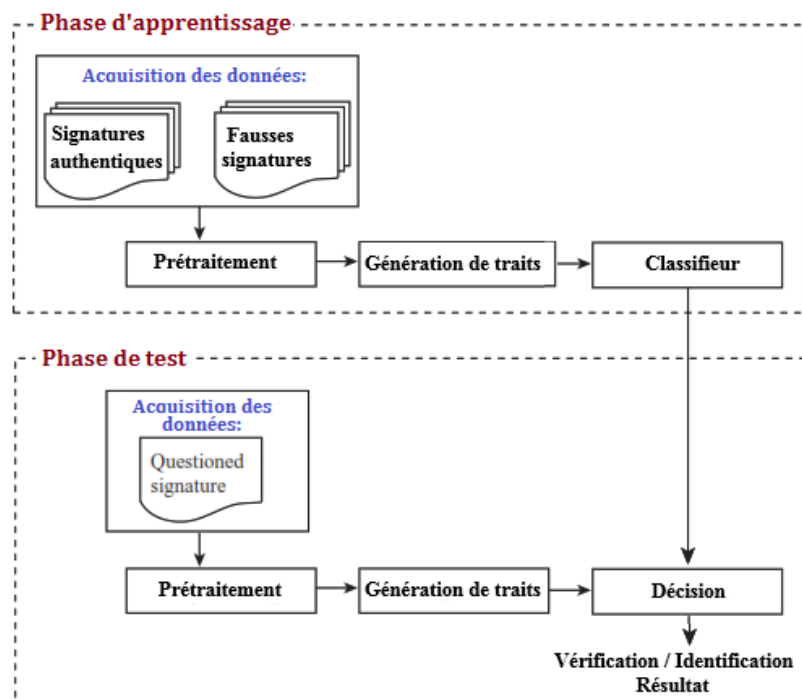 Phase d'apprentissage
Acquisition des données:
Signatures
authentiques
Fausses
signatures
Prétraitement
Génération de traits
Classifieur
Phase de test
Acquisition des
données:
Questioned
signature
Prétraitement
Génération de traits
Décision
Vérification / Identification
Résultat